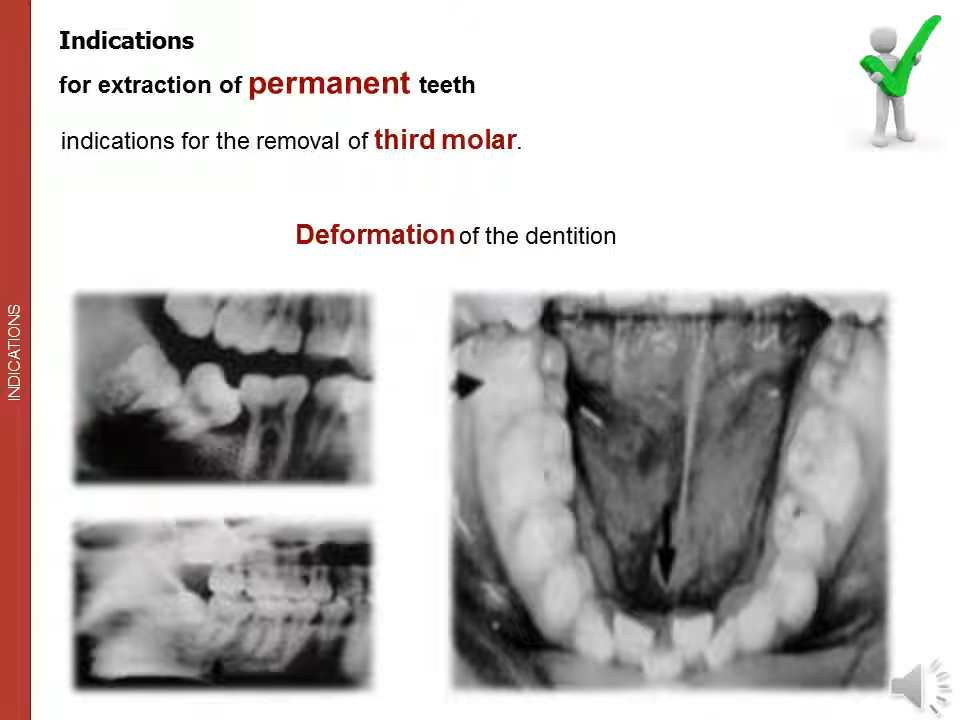 Indications
for extraction of permanent teeth
indications for the removal of third molar.
Deformation of the dentition
INDICATIONS